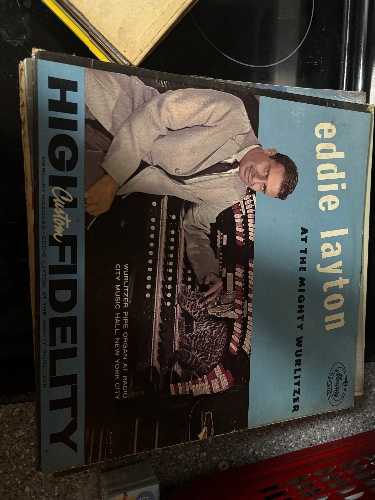 eddie layton
AT THE MIGHTY WURLITZER
WURLITZER PIPE ORGAN AT RADIO
CITY MUSIC HALL, NEW YORK CITY
HIGH FIDELITY
Custom